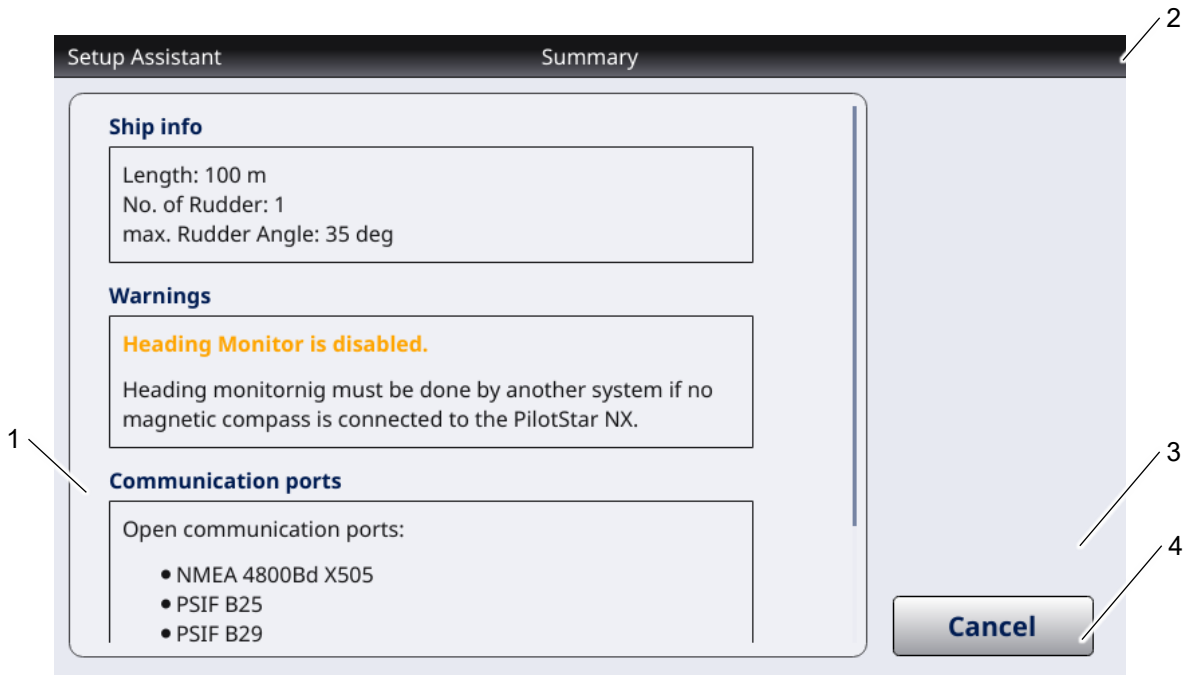 2
Setup Assistant Summary
Ship info
Length: 100 m
No. of Rudder: 1
max. Rudder Angle: 35 deg
Warnings
Heading Monitor is disabled.
Heading monitornig must be done by another system if no
magnetic compass is connected to the PilotStar NX.
1
3
Communication ports
Open communication ports:
4
• NMEA 4800Bd X505
• PSIF B25
• PSIF B29
Cancel